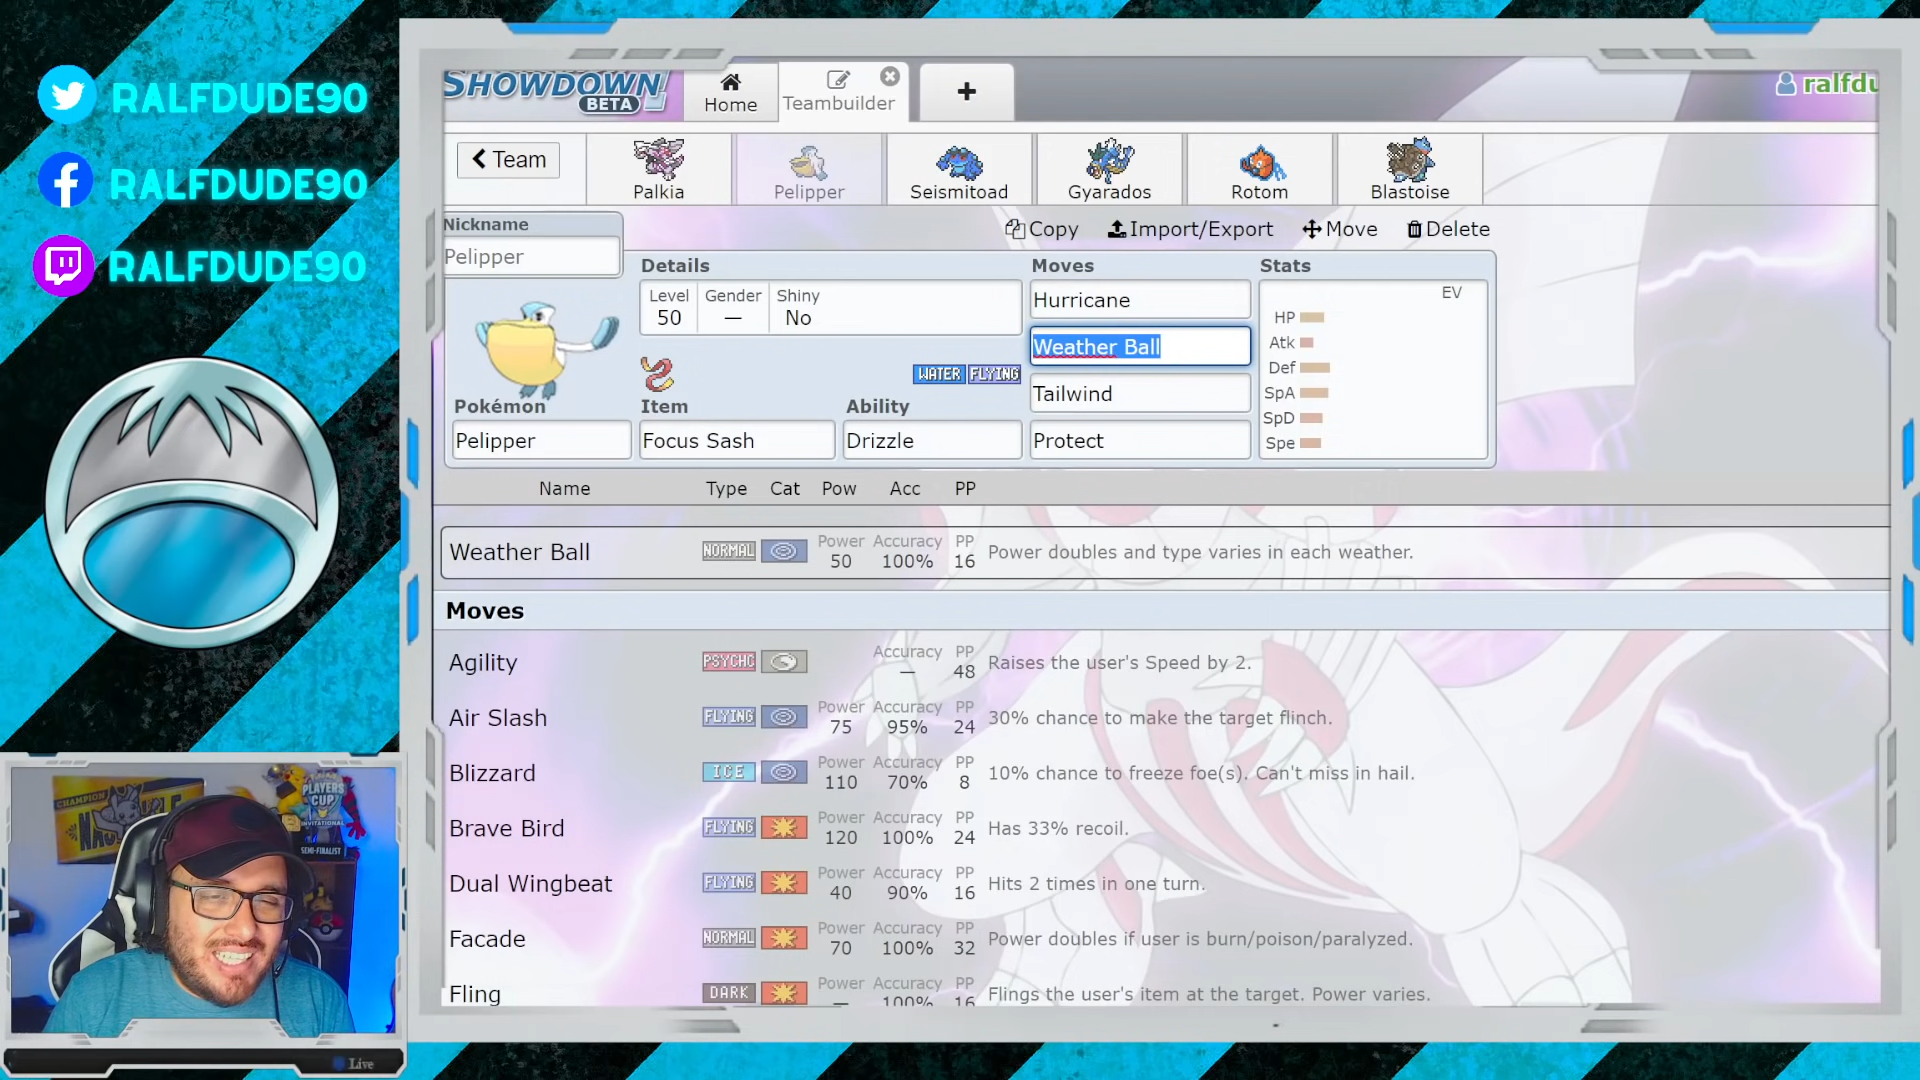 RALFDUDE90
RALFDUDE90
RALFDUDE90
SHOWDOWN
BETA
Home
Teambuilder
+
ralfdu
Team
Palkia
Pelipper
Seismitoad
Gyarados
Rotom
Blastoise
Copy
Import/Export
Move
Delete
Nickname
Pelipper
Details
Level
50
Gender
—
Shiny
No
WATER FLYING
Pokémon
Pelipper
Item
Focus Sash
Ability
Drizzle
Moves
Hurricane
Weather Ball
Tailwind
Protect
Stats
EV
HP
Atk
Def
SpA
SpD
Spe
Name Type Cat Pow Acc PP
Weather Ball NORMAL Power 50 Accuracy 100% PP 16 Power doubles and type varies in each weather.
Moves
Agility PSYCHC Accuracy — PP 48 Raises the user's Speed by 2.
Air Slash FLYING Power 75 Accuracy 95% PP 24 30% chance to make the target flinch.
Blizzard ICE Power 110 Accuracy 70% PP 8 10% chance to freeze foe(s). Can't miss in hail.
Brave Bird FLYING Power 120 Accuracy 100% PP 24 Has 33% recoil.
Dual Wingbeat FLYING Power 40 Accuracy 90% PP 16 Hits 2 times in one turn.
Facade NORMAL Power 70 Accuracy 100% PP 32 Power doubles if user is burn/poison/paralyzed.
Fling DARK Power — Accuracy 100% PP 16 Flings the user's item at the target. Power varies.
CHAMPION
PLAYERS
CUP
INVITATIONAL
SEMI-FINALIST
Live